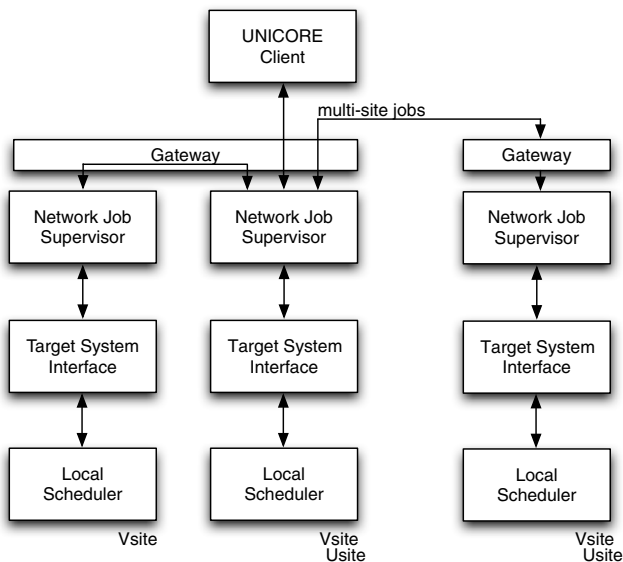 UNICORE
Client
multi-site jobs
Gateway
Gateway
Network Job
Supervisor
Network Job
Supervisor
Network Job
Supervisor
Target System
Interface
Target System
Interface
Target System
Interface
Local
Scheduler
Local
Scheduler
Local
Scheduler
Vsite
Vsite
Usite
Vsite
Usite